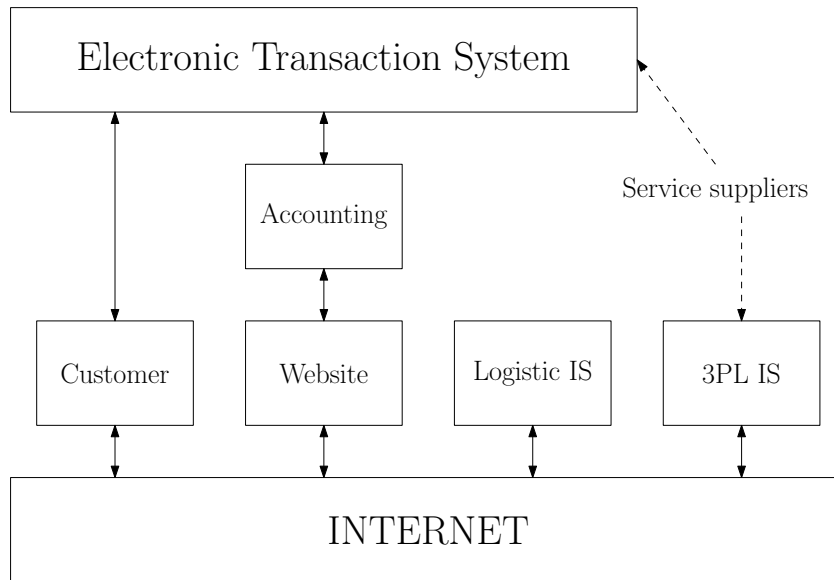 Electronic Transaction System
Service suppliers
Accounting
Customer
Website
Logistic IS
3PL IS
INTERNET